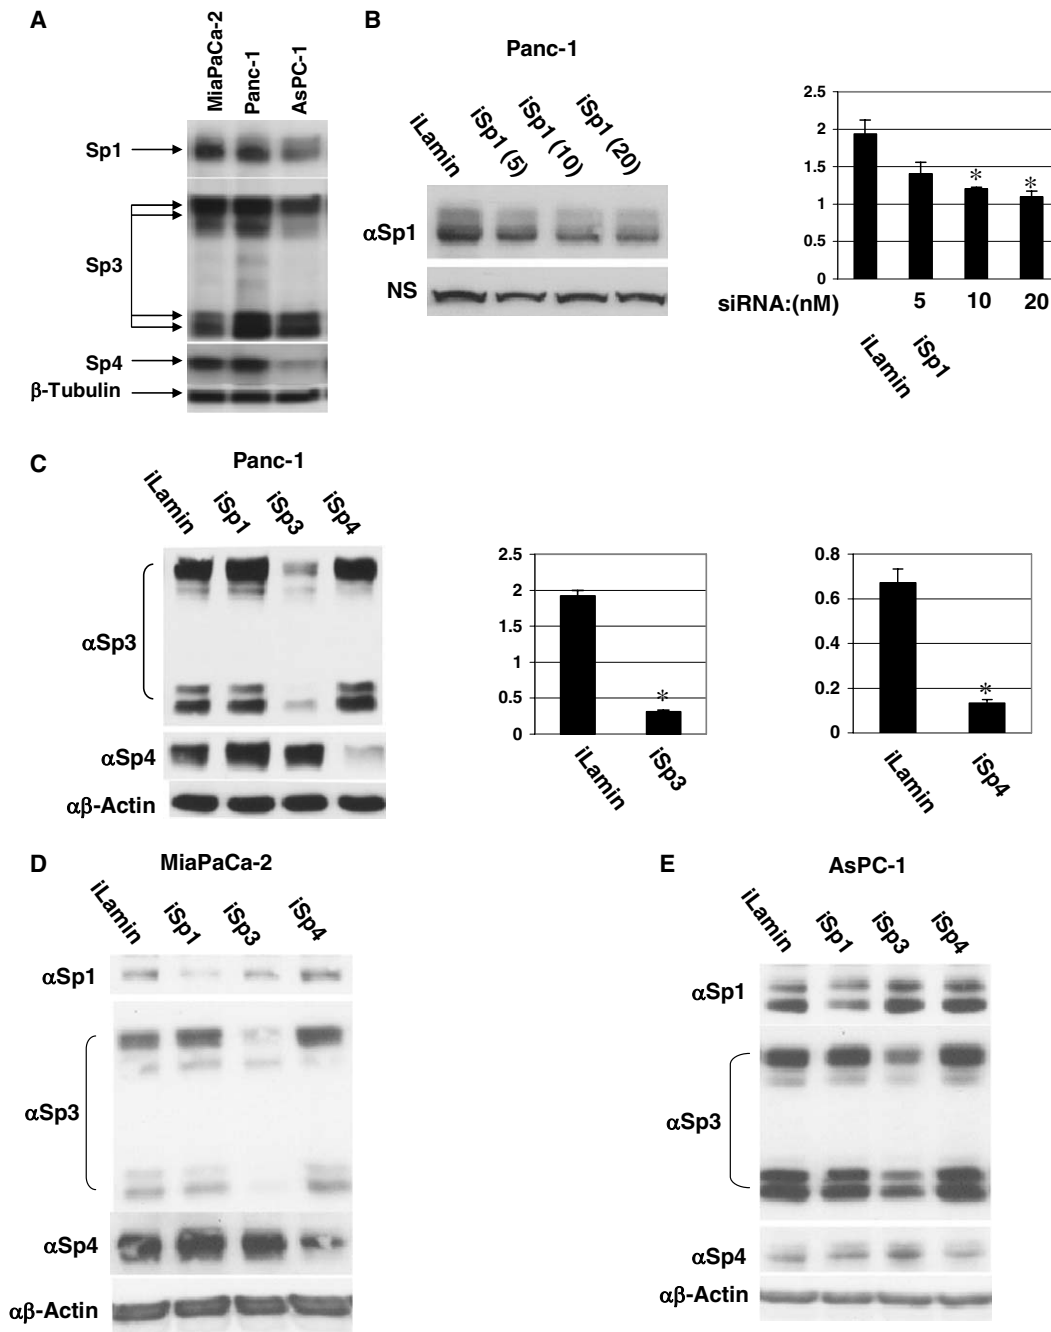 A
MiaPaCa-2
Panc-1
AsPC-1
Sp1
Sp3
Sp4
β-Tubulin
B
Panc-1
iLamin
iSp1 (5)
iSp1 (10)
iSp1 (20)
αSp1
NS
2.5
2
1.5
1
0.5
0
*
*
siRNA:(nM)
5
10
20
iLamin
iSp1
C
Panc-1
iLamin
iSp1
iSp3
iSp4
αSp3
αSp4
αβ-Actin
2.5
2
1.5
1
0.5
0
*
iLamin
iSp3
0.8
0.6
0.4
0.2
0
*
iLamin
iSp4
D
MiaPaCa-2
iLamin
iSp1
iSp3
iSp4
αSp1
αSp3
αSp4
αβ-Actin
E
AsPC-1
iLamin
iSp1
iSp3
iSp4
αSp1
αSp3
αSp4
αβ-Actin